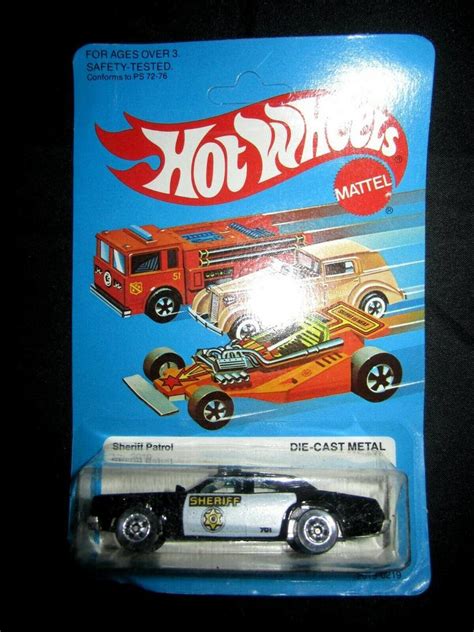 FOR AGES OVER 3.
SAFETY-TESTED.
Conforms to PS 72-76
HOT WHEELS
®
MATTEL
51
Sheriff Patrol
DIE-CAST METAL
SHERIFF
701